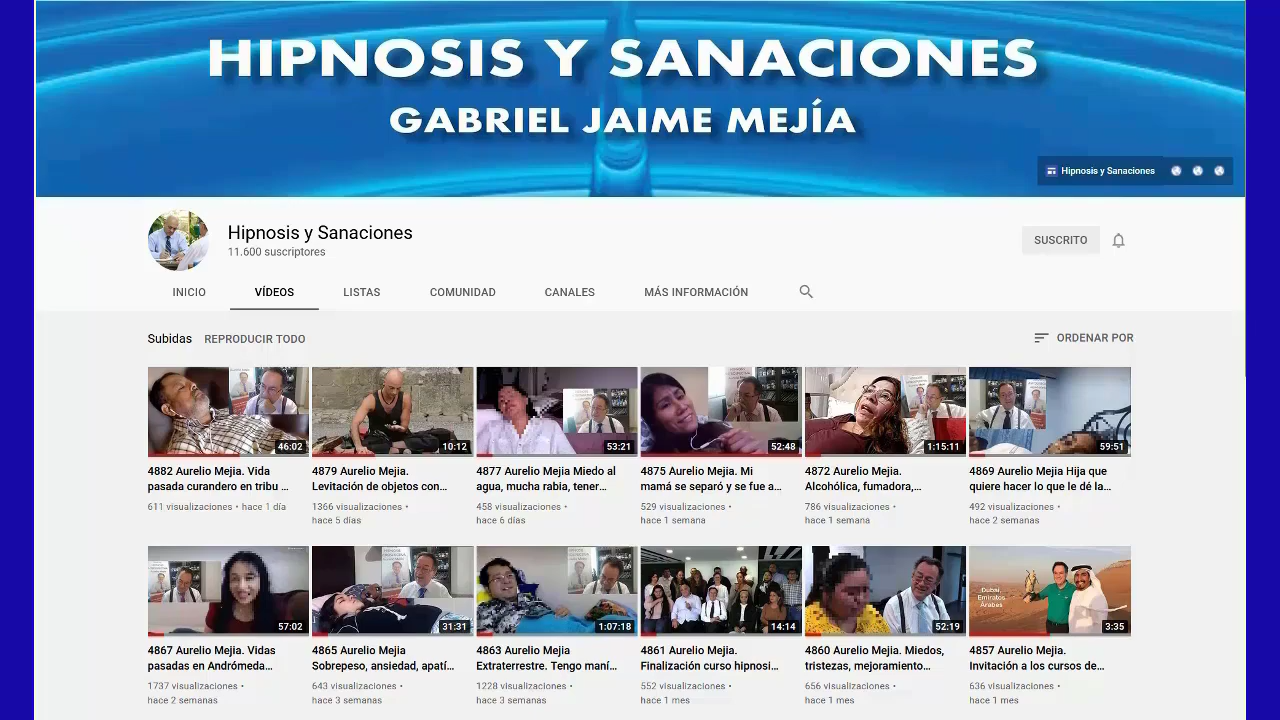 HIPNOSIS Y SANACIONES
GABRIEL JAIME MEJÍA
Hipnosis y Sanaciones
Hipnosis y Sanaciones
11.600 suscriptores
SUSCRITO
INICIO VÍDEOS LISTAS COMUNIDAD CANALES MÁS INFORMACIÓN
Subidas REPRODUCIR TODO ORDENAR POR
46:02
4882 Aurelio Mejia. Vida
pasada curandero en tribu ...
611 visualizaciones • hace 1 día
10:12
4879 Aurelio Mejia.
Levitación de objetos con...
1366 visualizaciones •
hace 5 días
53:21
4877 Aurelio Mejia Miedo al
agua, mucha rabia, tener...
458 visualizaciones •
hace 6 días
52:48
4875 Aurelio Mejia. Mi
mamá se separó y se fue a...
529 visualizaciones •
hace 1 semana
1:15:11
4872 Aurelio Mejia.
Alcohólica, fumadora,...
786 visualizaciones •
hace 1 semana
59:51
4869 Aurelio Mejia Hija que
quiere hacer lo que le dé la...
492 visualizaciones •
hace 2 semanas
57:02
4867 Aurelio Mejia. Vidas
pasadas en Andrómeda...
1737 visualizaciones •
hace 2 semanas
31:31
4865 Aurelio Mejia
Sobrepeso, ansiedad, apatí...
643 visualizaciones •
hace 3 semanas
1:07:18
4863 Aurelio Mejia
Extraterrestre. Tengo maní...
1228 visualizaciones •
hace 3 semanas
14:14
4861 Aurelio Mejia.
Finalización curso hipnosi...
552 visualizaciones •
hace 1 mes
52:19
4860 Aurelio Mejia. Miedos,
tristezas, mejoramiento...
656 visualizaciones •
hace 1 mes
Dubai,
Emiratos
Árabes
3:35
4857 Aurelio Mejia.
Invitación a los cursos de...
636 visualizaciones •
hace 1 mes